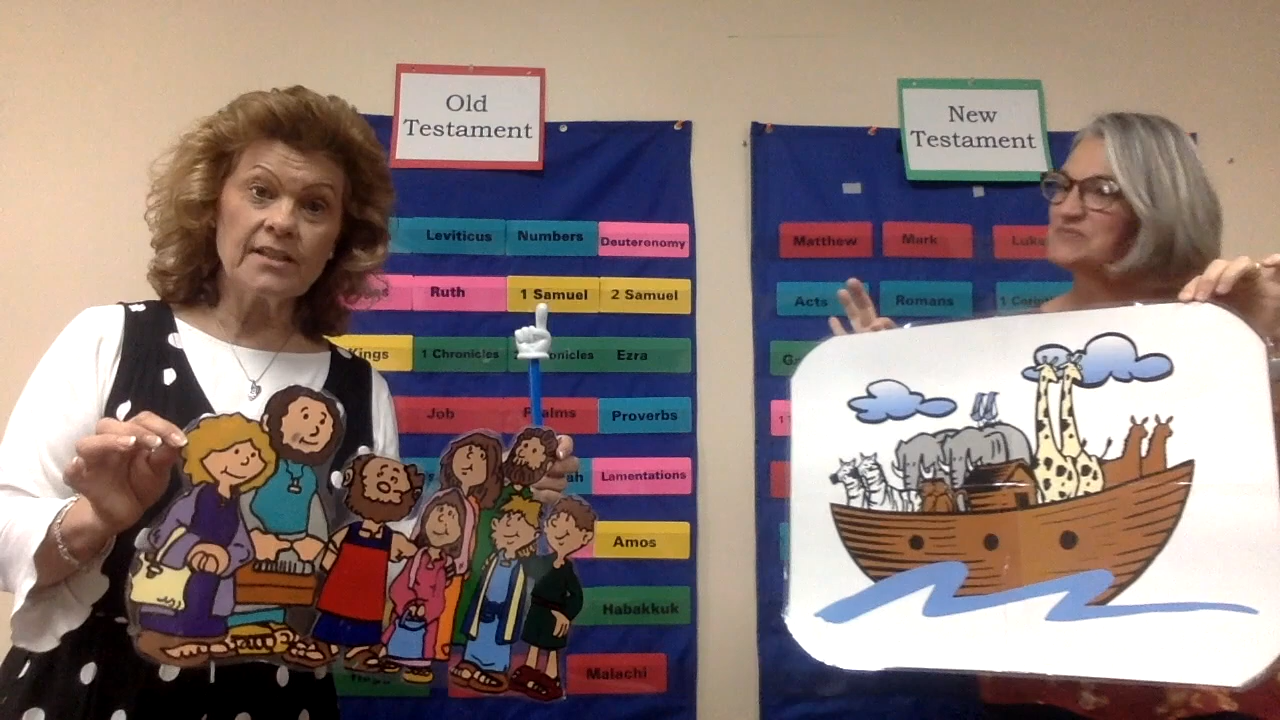 Old
Testament
New
Testament
Leviticus Numbers Deuteronomy
Ruth 1 Samuel 2 Samuel
Kings 1 Chronicles Ezra
Job Psalms Proverbs
Lamentations
Amos
Habakkuk
Malachi
Matthew Mark Luke
Acts Romans